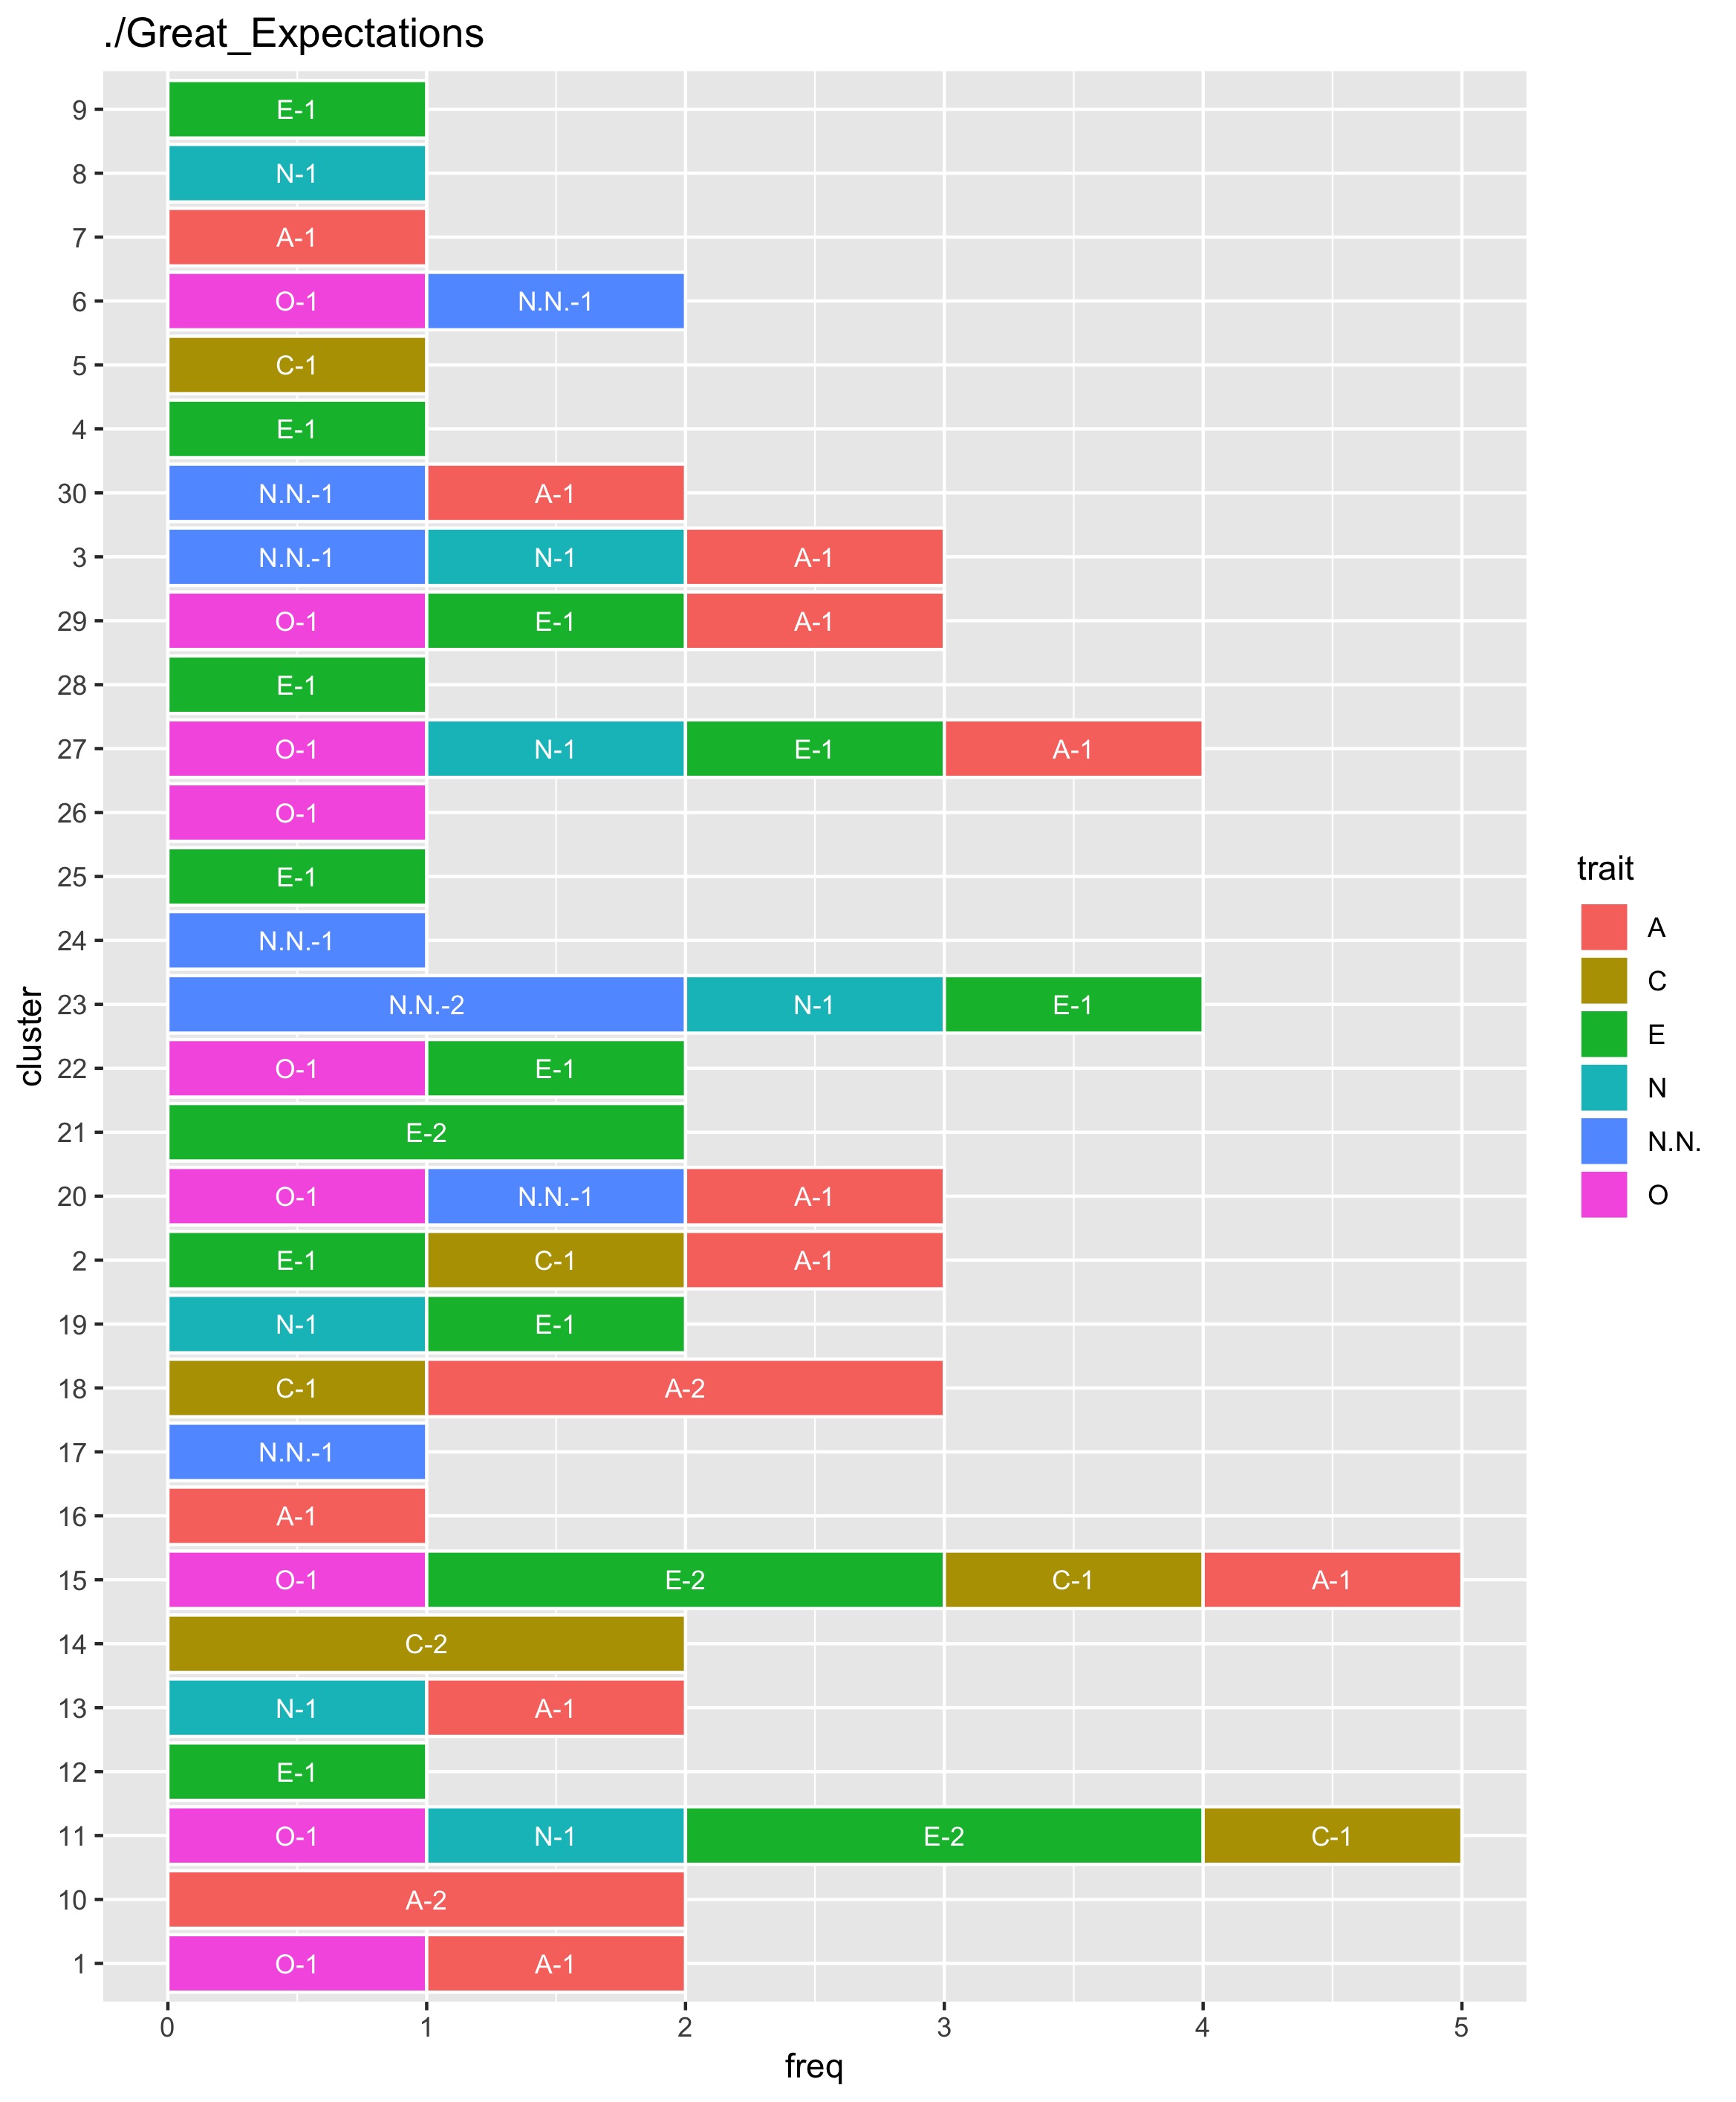 ./Great_Expectations
9 E-1
8 N-1
7 A-1
6 O-1 N.N.-1
5 C-1
4 E-1
30 N.N.-1 A-1
3 N.N.-1 N-1 A-1
29 O-1 E-1 A-1
28 E-1
27 O-1 N-1 E-1 A-1
26 O-1
25 E-1
24 N.N.-1
23 N.N.-2 N-1 E-1
22 O-1 E-1
21 E-2
20 O-1 N.N.-1 A-1
2 E-1 C-1 A-1
19 N-1 E-1
18 C-1 A-2
17 N.N.-1
16 A-1
15 O-1 E-2 C-1 A-1
14 C-2
13 N-1 A-1
12 E-1
11 O-1 N-1 E-2 C-1
10 A-2
1 O-1 A-1
0 1 2 3 4 5
freq
cluster
trait
A
C
E
N
N.N.
O